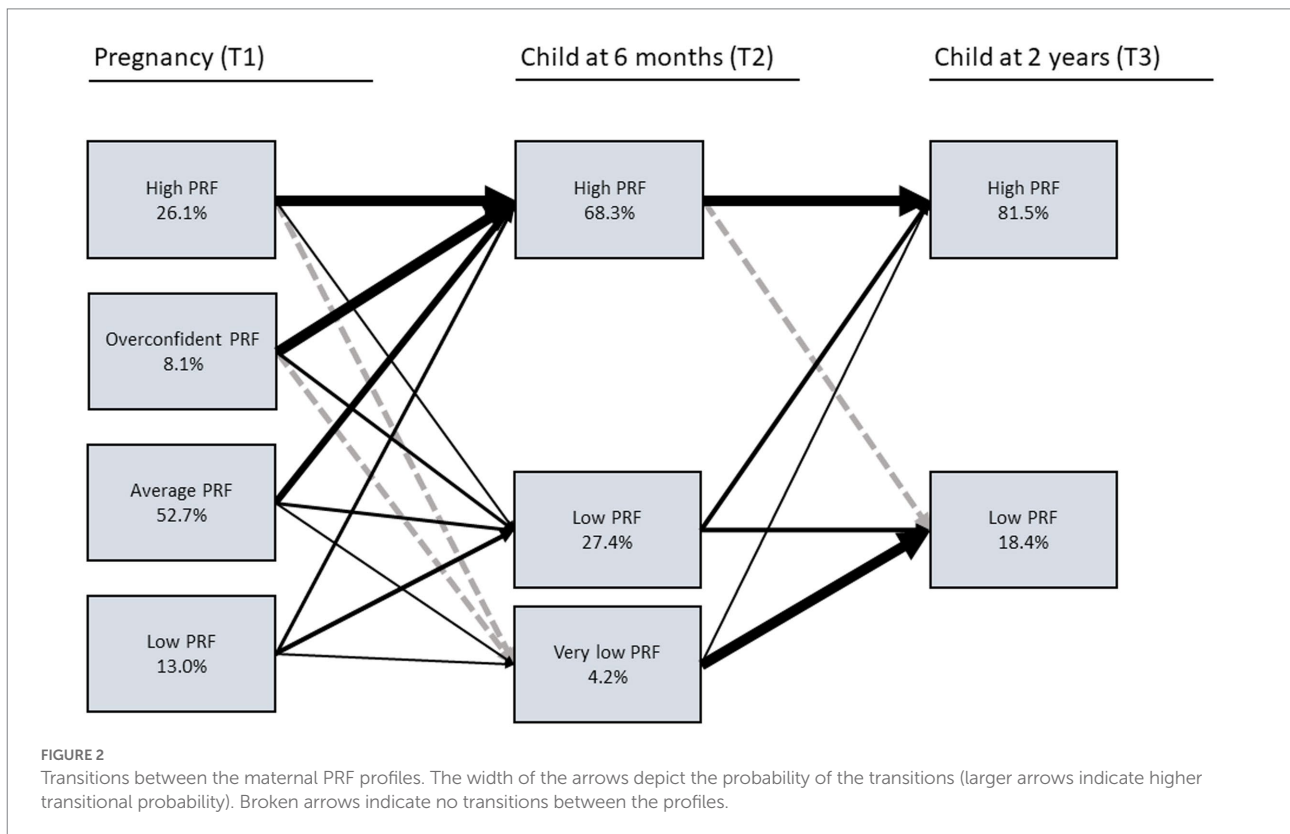 Pregnancy (T1)
Child at 6 months (T2)
Child at 2 years (T3)
High PRF
26.1%
Overconfident PRF
8.1%
Average PRF
52.7%
Low PRF
13.0%
High PRF
68.3%
Low PRF
27.4%
Very low PRF
4.2%
High PRF
81.5%
Low PRF
18.4%
FIGURE 2
Transitions between the maternal PRF profiles. The width of the arrows depict the probability of the transitions (larger arrows indicate higher
transitional probability). Broken arrows indicate no transitions between the profiles.